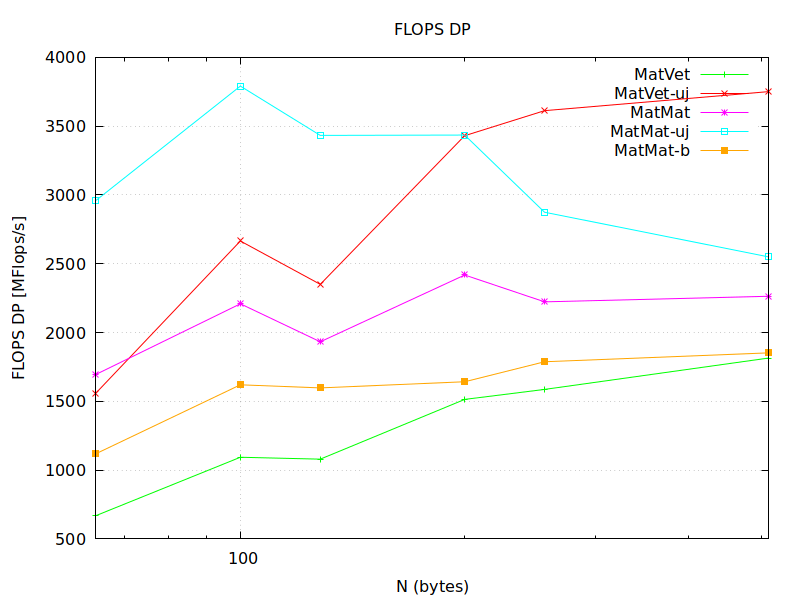 FLOPS DP
4000
3500
3000
2500
2000
1500
1000
500
FLOPS DP [MFlops/s]
MatVet
MatVet-uj
MatMat
MatMat-uj
MatMat-b
100
N (bytes)